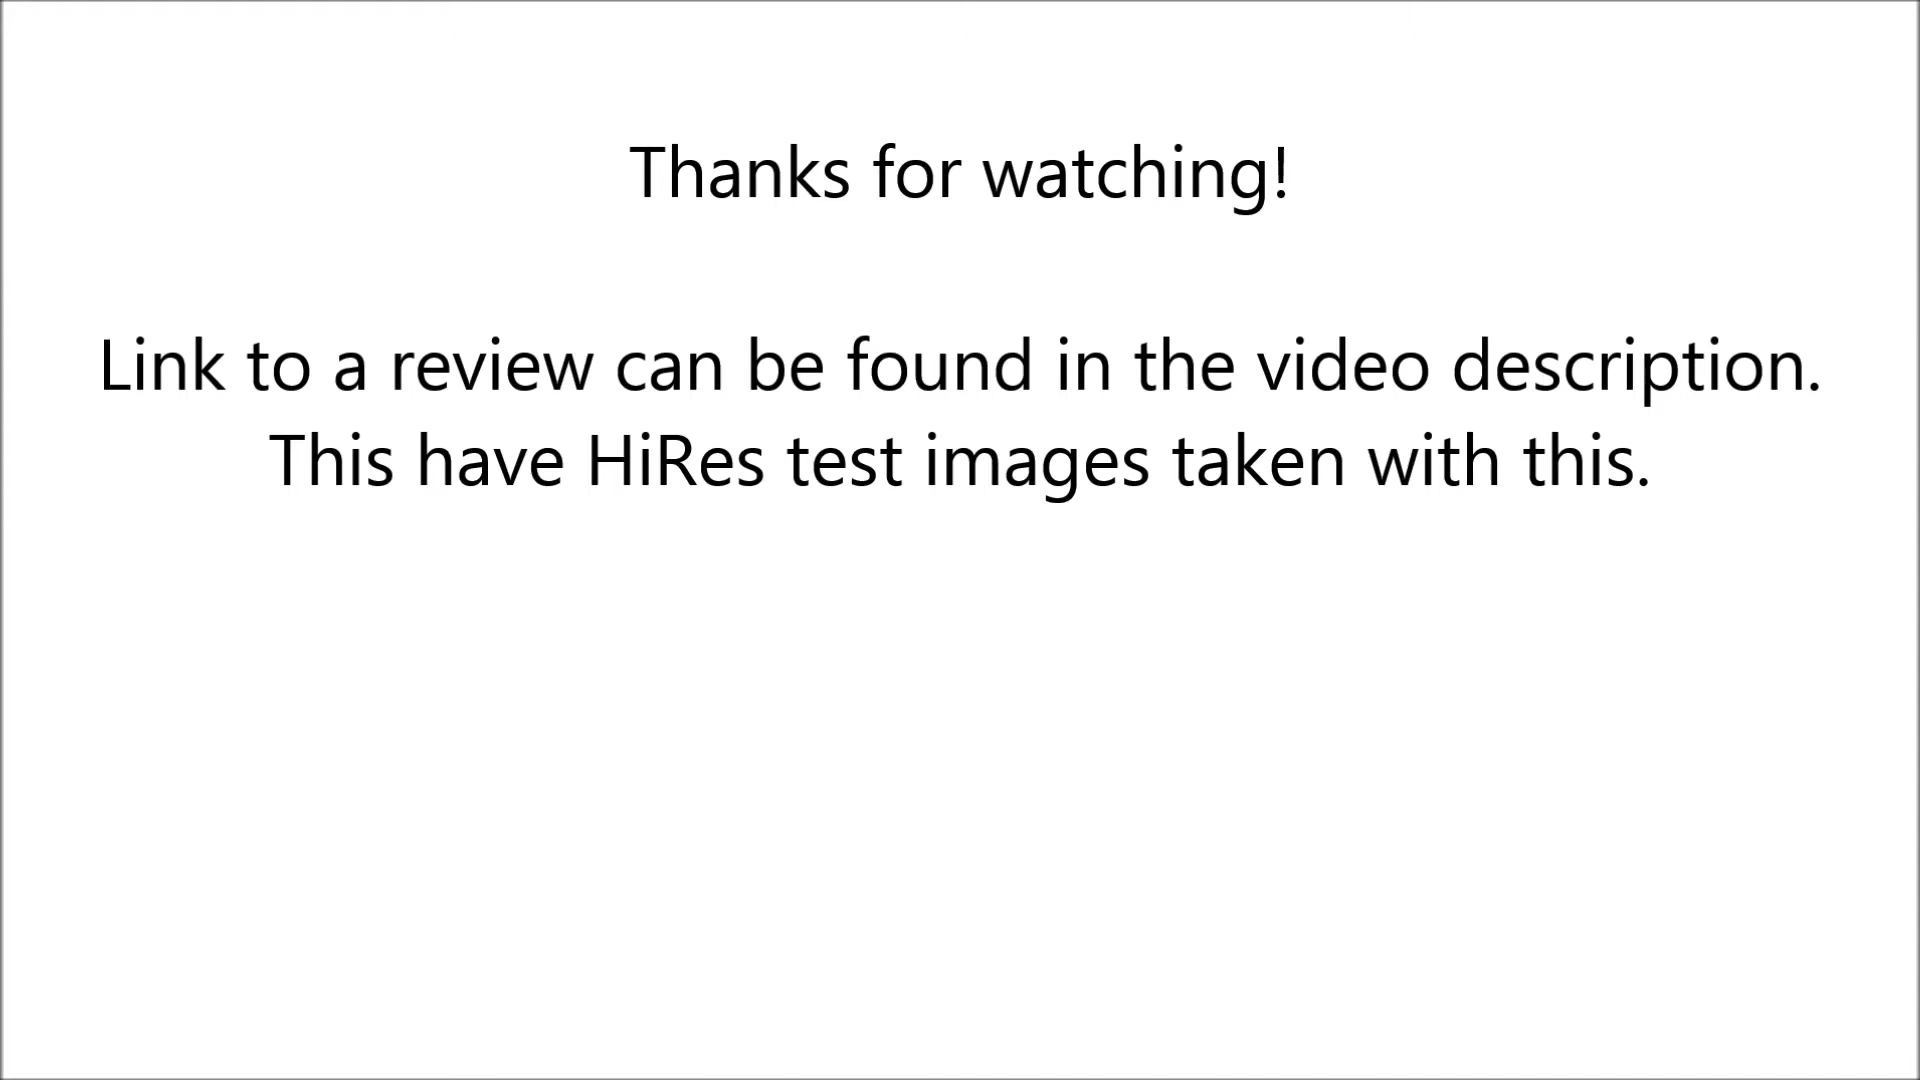 Thanks for watching!
Link to a review can be found in the video description.
This have HiRes test images taken with this.